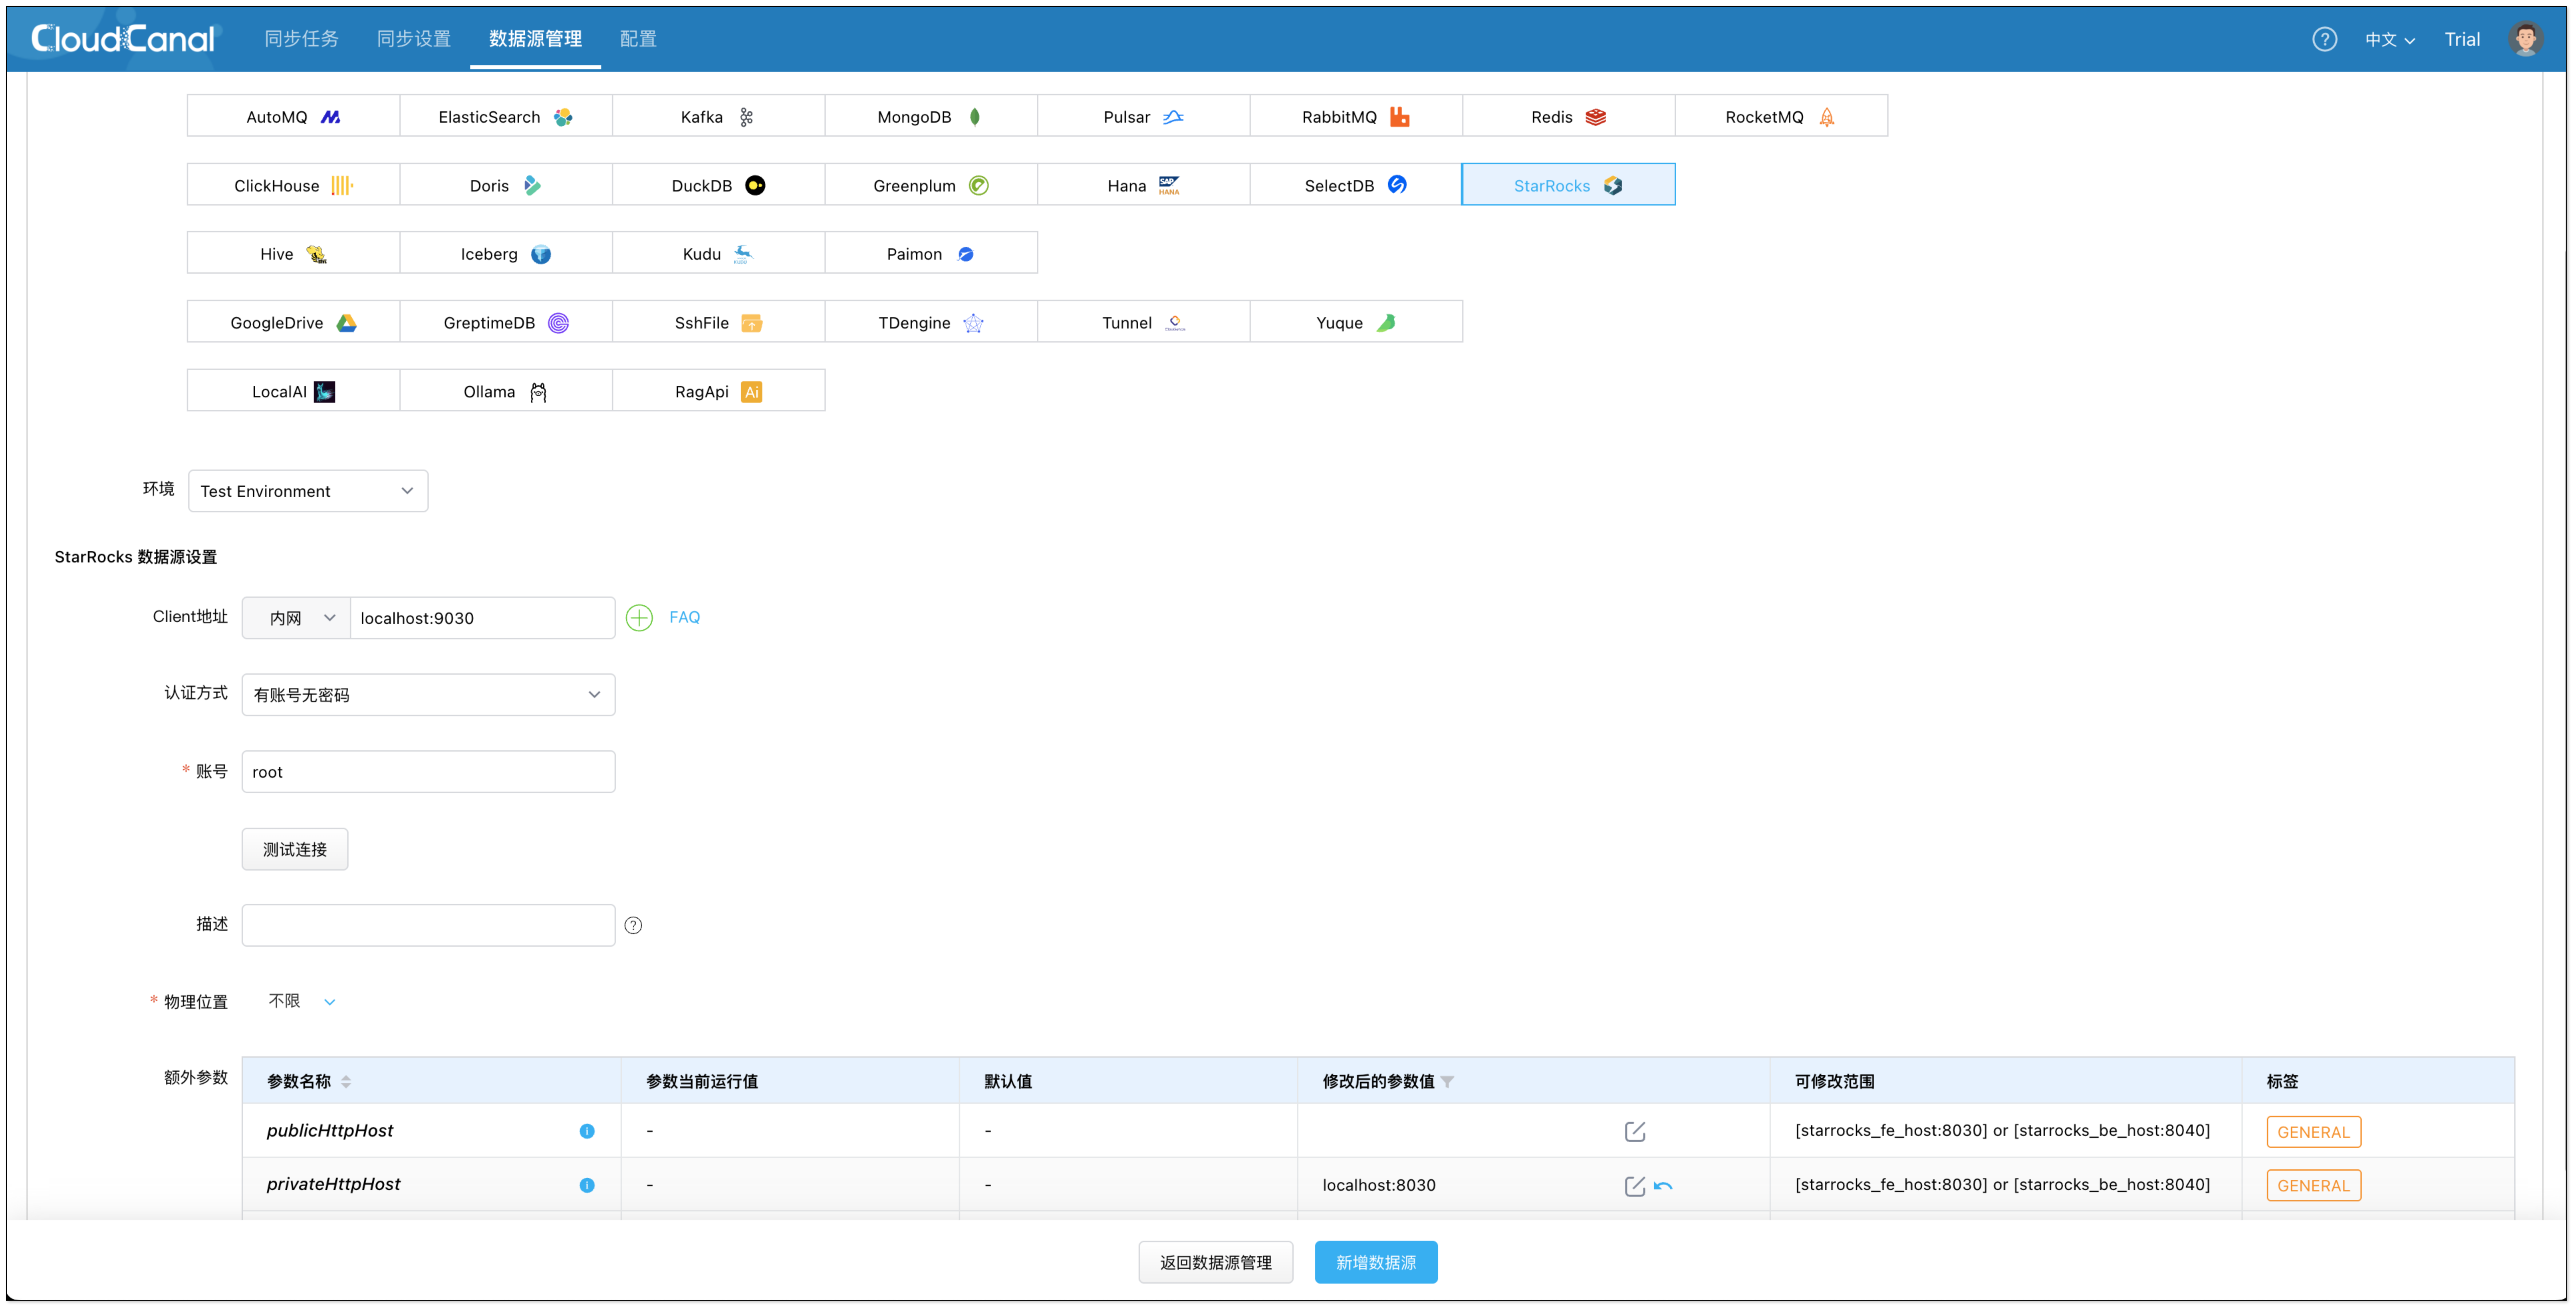 CloudCanal 同步任务 同步设置 数据源管理 配置 ? 中文 Trial
AutoMQ ElasticSearch Kafka MongoDB Pulsar RabbitMQ Redis RocketMQ
ClickHouse Doris DuckDB Greenplum Hana SAP HANA SelectDB StarRocks
Hive Iceberg Kudu Paimon
GoogleDrive GreptimeDB SshFile TDengine Tunnel Yuque
LocalAI Ollama RagApi Ai
环境 Test Environment
StarRocks 数据源设置
Client地址 内网 localhost:9030 FAQ
认证方式 有账号无密码
* 账号 root
测试连接
描述 ?
* 物理位置 不限
额外参数 参数名称 参数当前运行值 默认值 修改后的参数值 可修改范围 标签
publicHttpHost i - - [starrocks_fe_host:8030] or [starrocks_be_host:8040] GENERAL
privateHttpHost i - - localhost:8030 [starrocks_fe_host:8030] or [starrocks_be_host:8040] GENERAL
返回数据源管理 新增数据源